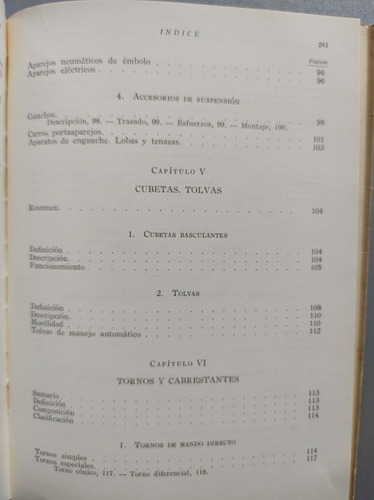 INDICE
281
Páginas
Aparejos neumáticos de émbolo . . . . . . . . . 96
Aparejos eléctricos . . . . . . . . . 96
4. ACCESORIOS DE SUSPENSIÓN
Ganchos. . . . . . . . . 98
Descripción, 98. — Trazado, 99. — Esfuerzos, 99. — Montaje, 100.
Carros portaaparejos. . . . . . . . . 101
Aparatos de enganche. Lobas y tenazas. . . . . . . . . 103
CAPÍTULO V
CUBETAS. TOLVAS
Resumen. . . . . . . . . 104
1. CUBETAS BASCULANTES
Definición . . . . . . . . . 104
Descripción. . . . . . . . . 104
Funcionamiento . . . . . . . . . 105
2. TOLVAS
Definición . . . . . . . . . 108
Descripción. . . . . . . . . 110
Movilidad . . . . . . . . . 110
Tolvas de manejo automático . . . . . . . . . 112
CAPÍTULO VI
TORNOS Y CABRESTANTES
Sumario . . . . . . . . . 113
Definición . . . . . . . . . 113
Composición . . . . . . . . . 113
Clasificación . . . . . . . . . 114
1. TORNOS DE MANDO DIRECTO
Tornos simples . . . . . . . . . 114
Tornos especiales. . . . . . . . . 117
Torno cónico, 117. — Torno diferencial, 118.